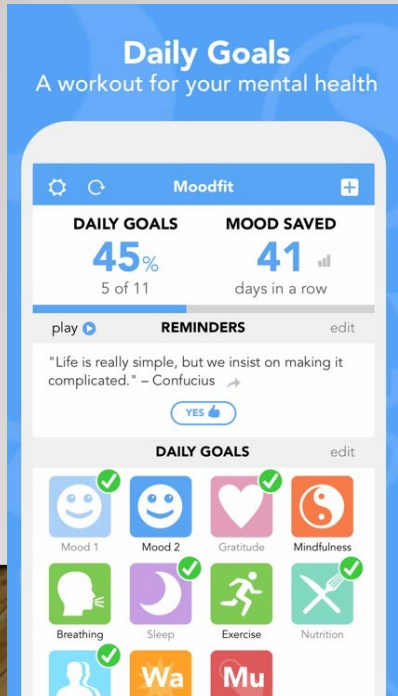 Daily Goals
A workout for your mental health
Moodfit
DAILY GOALS
45%
5 of 11
MOOD SAVED
41
days in a row
play
REMINDERS
edit
"Life is really simple, but we insist on making it
complicated." – Confucius
YES
DAILY GOALS
edit
Mood 1
Mood 2
Gratitude
Mindfulness
Breathing
Sleep
Exercise
Nutrition
Wa
Mu